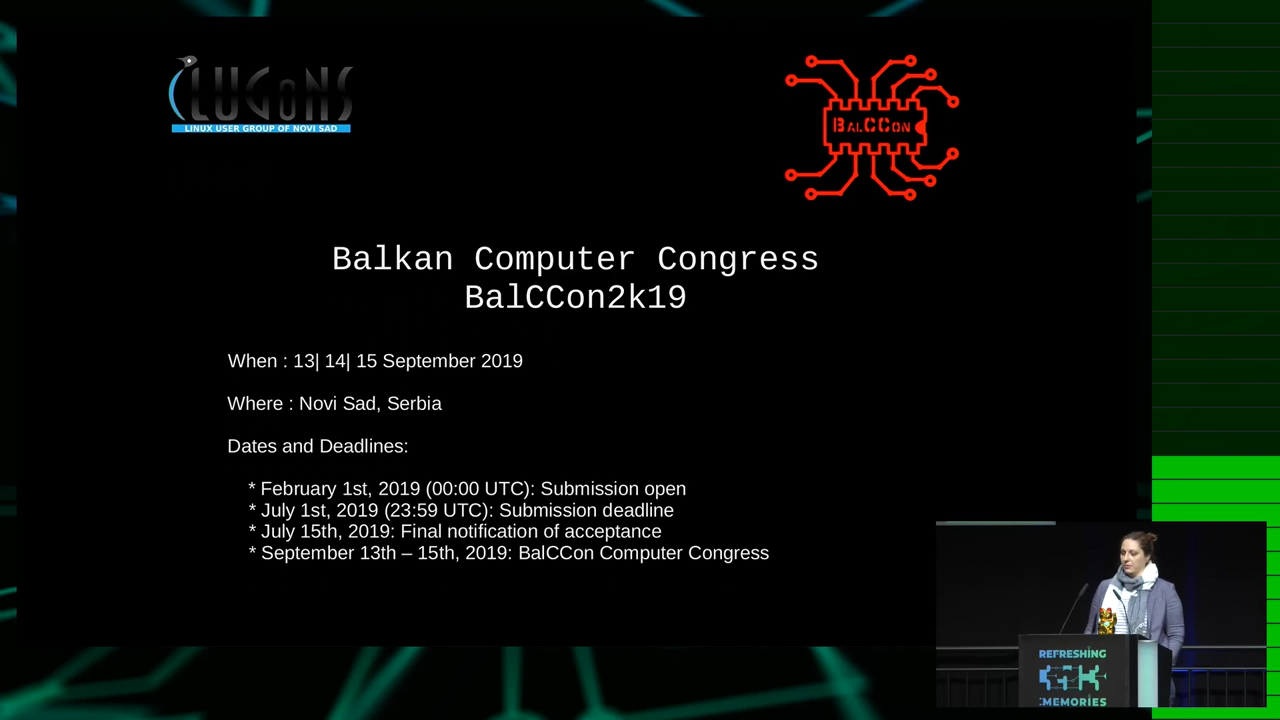 LUGoNS
LINUX USER GROUP OF NOVI SAD
BalCCon
Balkan Computer Congress
BalCCon2k19
When : 13| 14| 15 September 2019
Where : Novi Sad, Serbia
Dates and Deadlines:
* February 1st, 2019 (00:00 UTC): Submission open
* July 1st, 2019 (23:59 UTC): Submission deadline
* July 15th, 2019: Final notification of acceptance
* September 13th – 15th, 2019: BalCCon Computer Congress
REFRESHING
MEMORIES